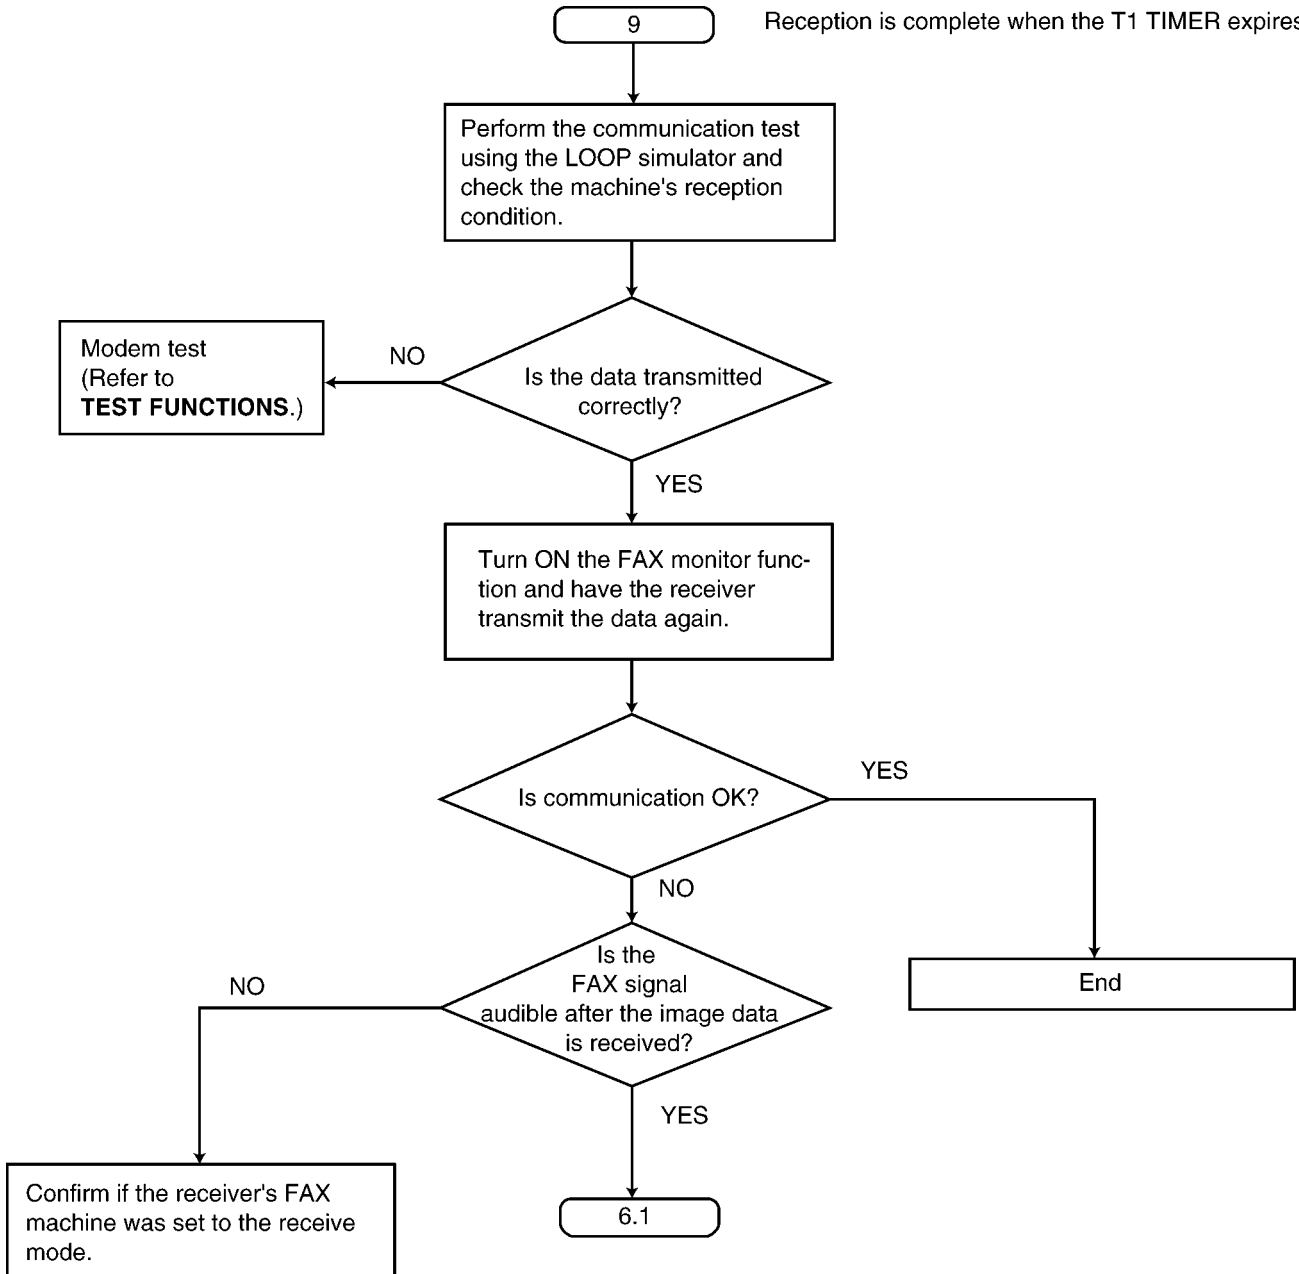 9
Reception is complete when the T1 TIMER expires
Perform the communication test
using the LOOP simulator and
check the machine's reception
condition.
Modem test
(Refer to
TEST FUNCTIONS.)
NO
Is the data transmitted
correctly?
YES
Turn ON the FAX monitor func-
tion and have the receiver
transmit the data again.
Is communication OK?
YES
NO
Is the
FAX signal
audible after the image data
is received?
NO
End
YES
Confirm if the receiver's FAX
machine was set to the receive
mode.
6.1